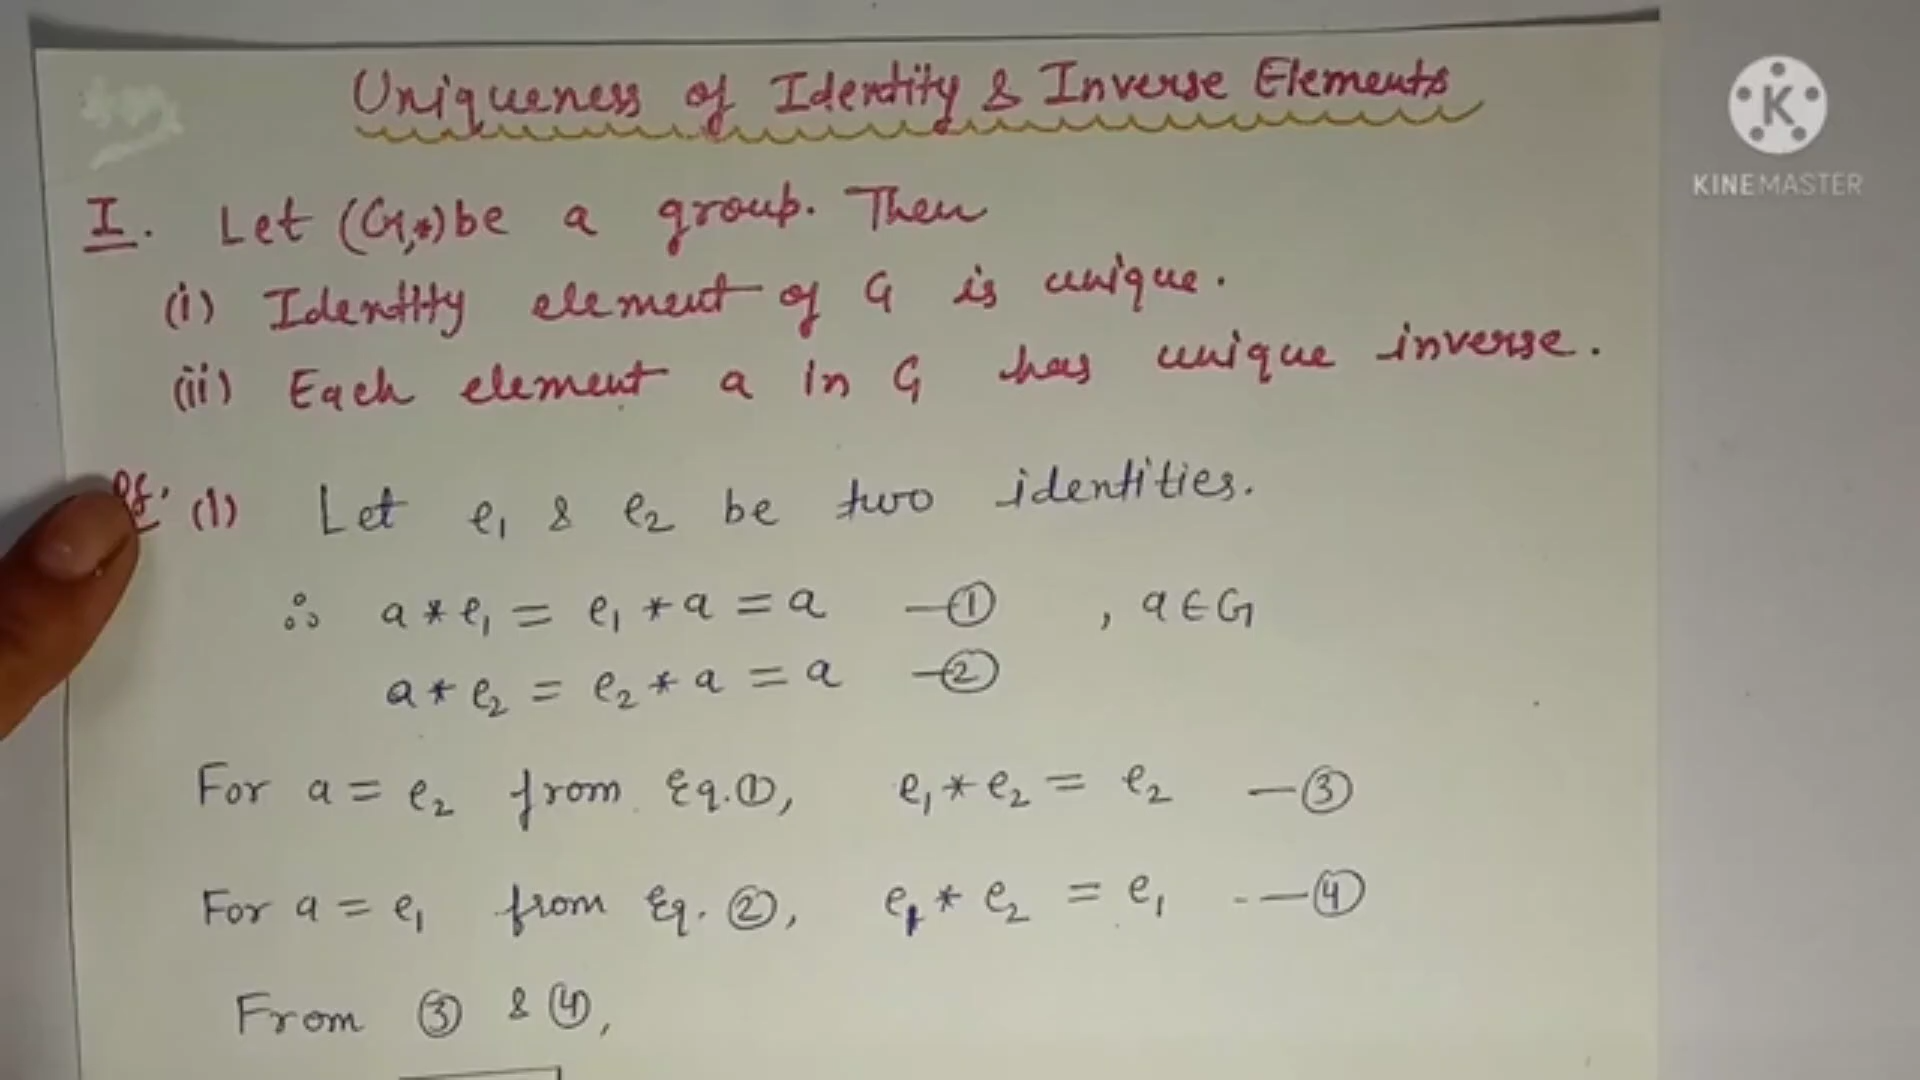 Uniqueness of Identity & Inverse Elements
K
KINEMASTER
I. Let (G,*) be a group. Then
(i) Identity element of G is unique.
(ii) Each element a in G has unique inverse.
Pf. (1) Let e₁ & e₂ be two identities.
∴ a * e₁ = e₁ * a = a —① , a ∈ G
a * e₂ = e₂ * a = a —②
For a = e₂ from Eq.①, e₁ * e₂ = e₂ —③
For a = e₁ from Eq. ②, e₁ * e₂ = e₁ —④
From ③ & ④,